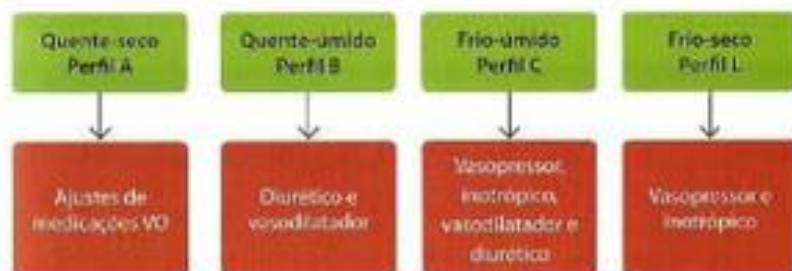 Quente-seco
Perfil A
Quente-úmido
Perfil B
Frio-úmido
Perfil C
Frio-seco
Perfil L
Ajustes de
medicações VO
Diurético e
vasodilatador
Vasopressor,
inotrópico,
vasodilatador e
diurético
Vasopressor e
inotrópico